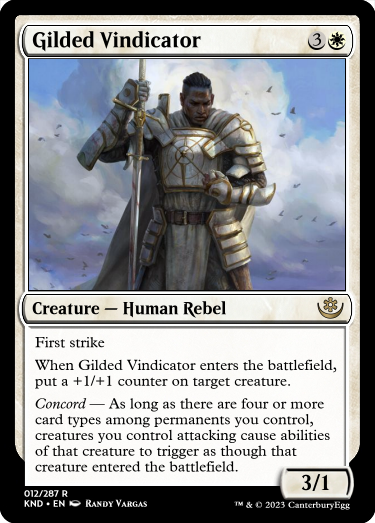 Gilded Vindicator 3
Creature — Human Rebel
First strike
When Gilded Vindicator enters the battlefield,
put a +1/+1 counter on target creature.
Concord — As long as there are four or more
card types among permanents you control,
creatures you control attacking cause abilities
of that creature to trigger as though that
creature entered the battlefield.
3/1
012/287 R
KND • EN Randy Vargas
™ & © 2023 CanterburyEgg